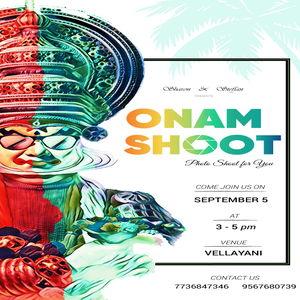 Sharon & Steffan
PRESENTS
ONAM
SHOOT
Photo Shoot for You
COME JOIN US ON
SEPTEMBER 5
AT
3 - 5 pm
VENUE
VELLAYANI
CONTACT US
7736847346 9567680739